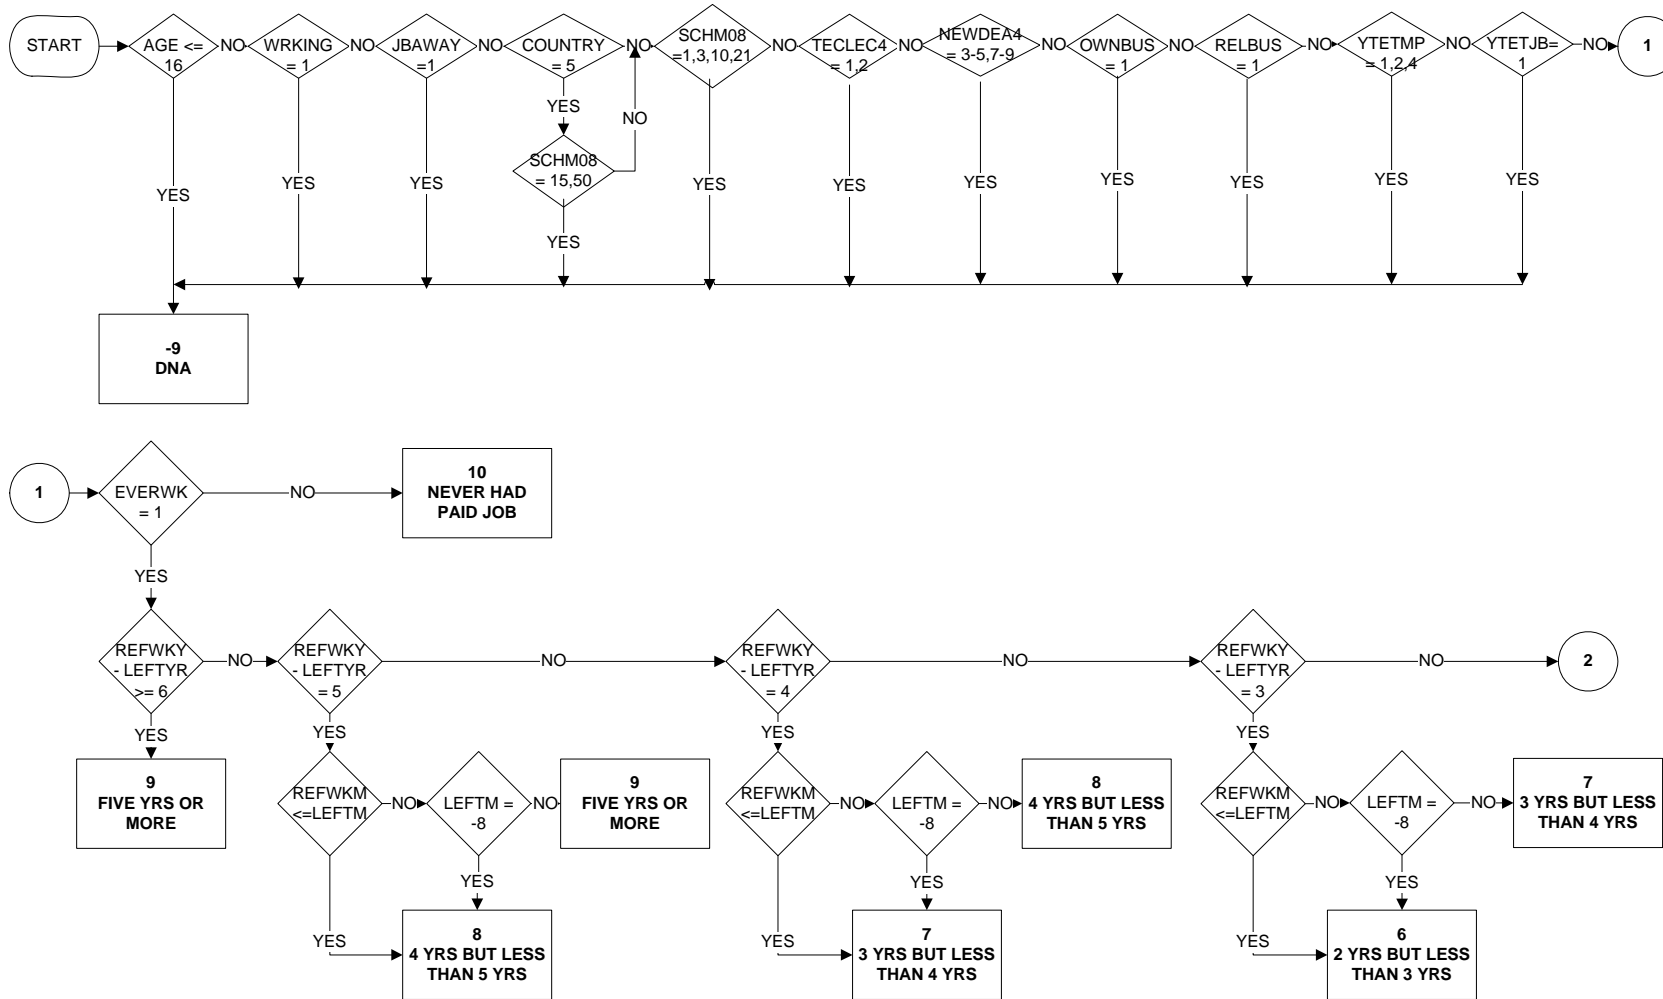 START
AGE <=
16
NO
WRKING
= 1
NO
JBAWAY
=1
NO
COUNTRY
= 5
NO
SCHM08
=1,3,10,21
NO
TECLEC4
= 1,2
NO
NEWDEA4
= 3-5,7-9
NO
OWNBUS
= 1
NO
RELBUS
= 1
NO
YTETMP
= 1,2,4
NO
YTETJB=
1
NO
1
YES
NO
SCHM08
= 15,50
YES
YES
YES
YES
YES
YES
YES
YES
YES
YES
YES
-9
DNA
1
EVERWK
= 1
NO
10
NEVER HAD
PAID JOB
YES
REFWKY
- LEFTYR
>= 6
NO
REFWKY
- LEFTYR
= 5
NO
REFWKY
- LEFTYR
= 4
NO
REFWKY
- LEFTYR
= 3
NO
2
YES
YES
YES
YES
9
FIVE YRS OR
MORE
REFWKM
<=LEFTM
NO
LEFTM =
-8
NO
9
FIVE YRS OR
MORE
REFWKM
<=LEFTM
NO
LEFTM =
-8
NO
8
4 YRS BUT LESS
THAN 5 YRS
REFWKM
<=LEFTM
NO
LEFTM =
-8
NO
7
3 YRS BUT LESS
THAN 4 YRS
YES
YES
YES
YES
8
4 YRS BUT LESS
THAN 5 YRS
YES
7
3 YRS BUT LESS
THAN 4 YRS
YES
6
2 YRS BUT LESS
THAN 3 YRS